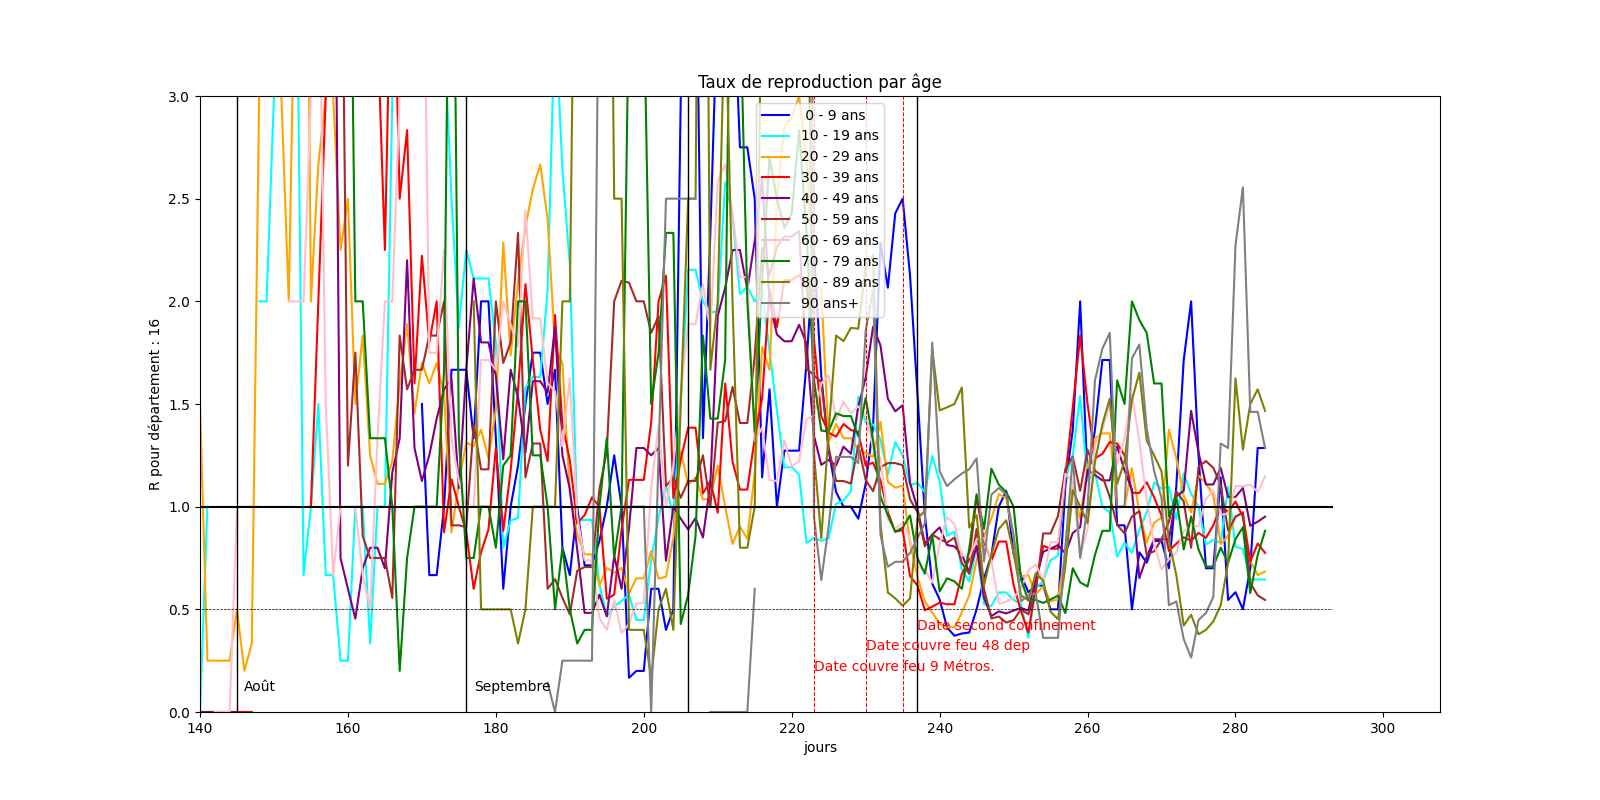 Taux de reproduction par âge
3.0
2.5
2.0
1.5
1.0
0.5
0.0
R pour département : 16
0 - 9 ans
10 - 19 ans
20 - 29 ans
30 - 39 ans
40 - 49 ans
50 - 59 ans
60 - 69 ans
70 - 79 ans
80 - 89 ans
90 ans+
Date second confinement
Date couvre feu 48 dep
Date couvre feu 9 Métros.
Août
Septembre
140 160 180 200 220 240 260 280 300
jours